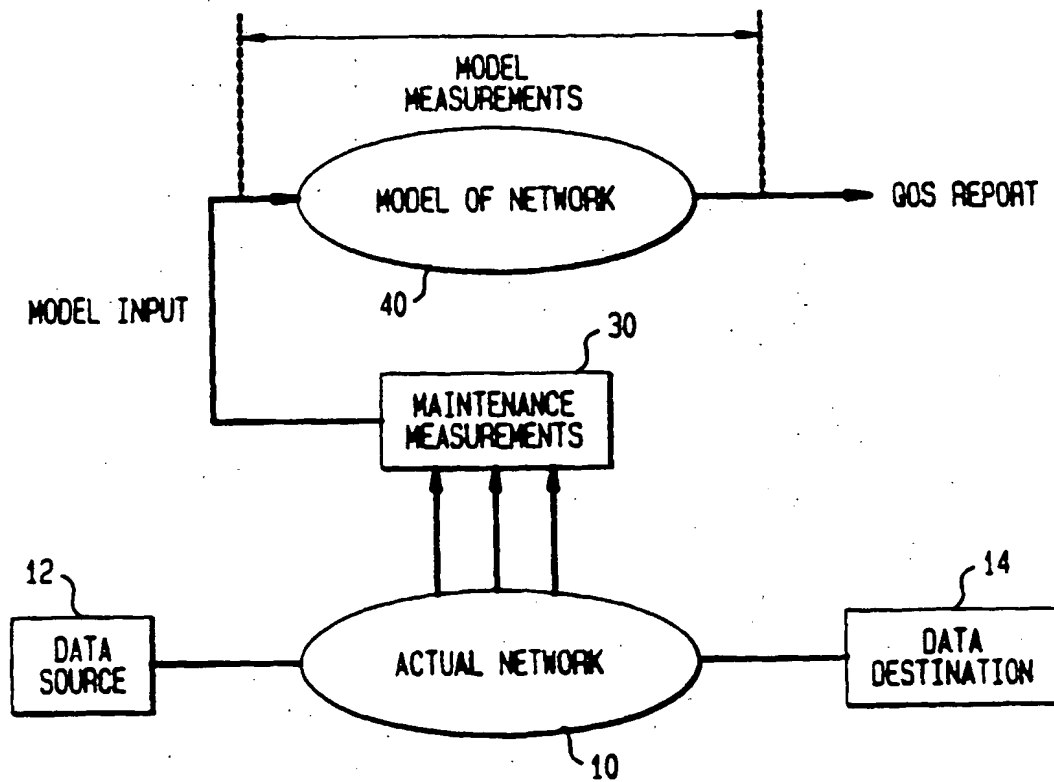 MODEL
MEASUREMENTS
MODEL OF NETWORK
QOS REPORT
40
MODEL INPUT
30
MAINTENANCE
MEASUREMENTS
12
14
DATA
SOURCE
ACTUAL NETWORK
DATA
DESTINATION
10